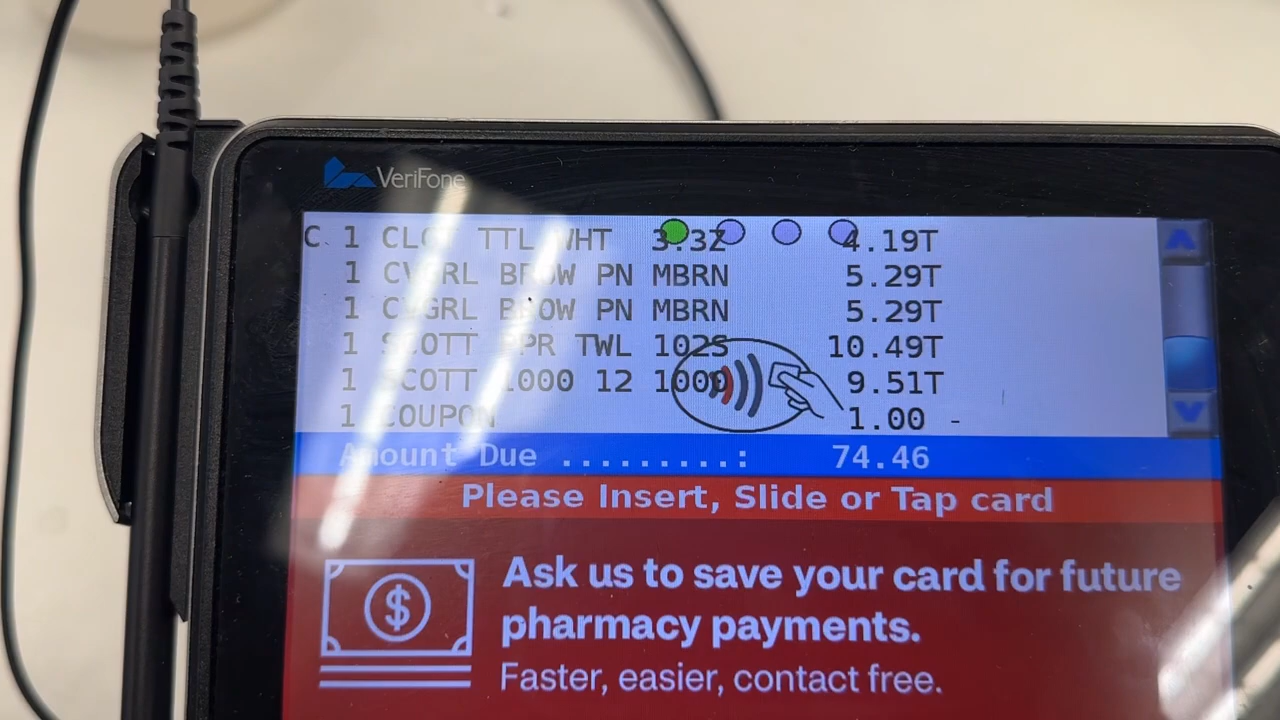 VeriFone
C 1 CLGT TTL WHT 3.3Z 4.19T
1 CVGRL BROW PN MBRN 5.29T
1 CVGRL BROW PN MBRN 5.29T
1 SCOTT PPR TWL 102S 10.49T
1 SCOTT 1000 12 1000 9.51T
1 COUPON 1.00 -
Amount Due .........: 74.46
Please Insert, Slide or Tap card
$
Ask us to save your card for future
pharmacy payments.
Faster, easier, contact free.